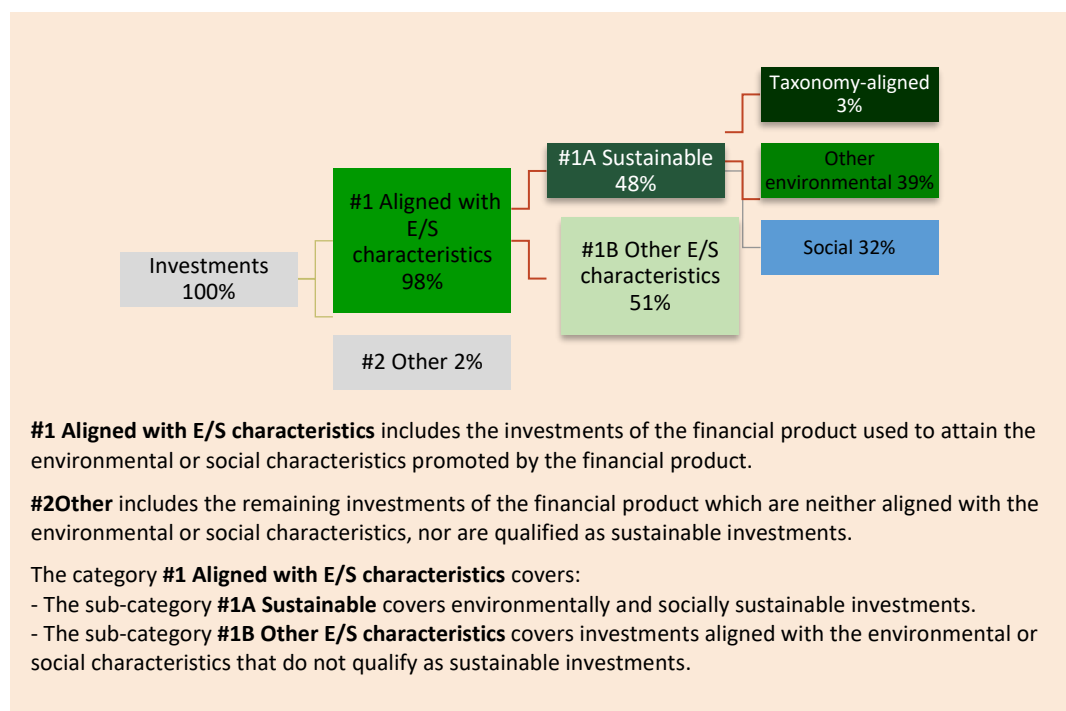 Taxonomy-aligned
3%
#1A Sustainable
48%
Other
environmental 39%
#1 Aligned with
E/S
characteristics
98%
#1B Other E/S
characteristics
51%
Social 32%
Investments
100%
#2 Other 2%
#1 Aligned with E/S characteristics includes the investments of the financial product used to attain the
environmental or social characteristics promoted by the financial product.
#2Other includes the remaining investments of the financial product which are neither aligned with the
environmental or social characteristics, nor are qualified as sustainable investments.
The category #1 Aligned with E/S characteristics covers:
- The sub-category #1A Sustainable covers environmentally and socially sustainable investments.
- The sub-category #1B Other E/S characteristics covers investments aligned with the environmental or
social characteristics that do not qualify as sustainable investments.